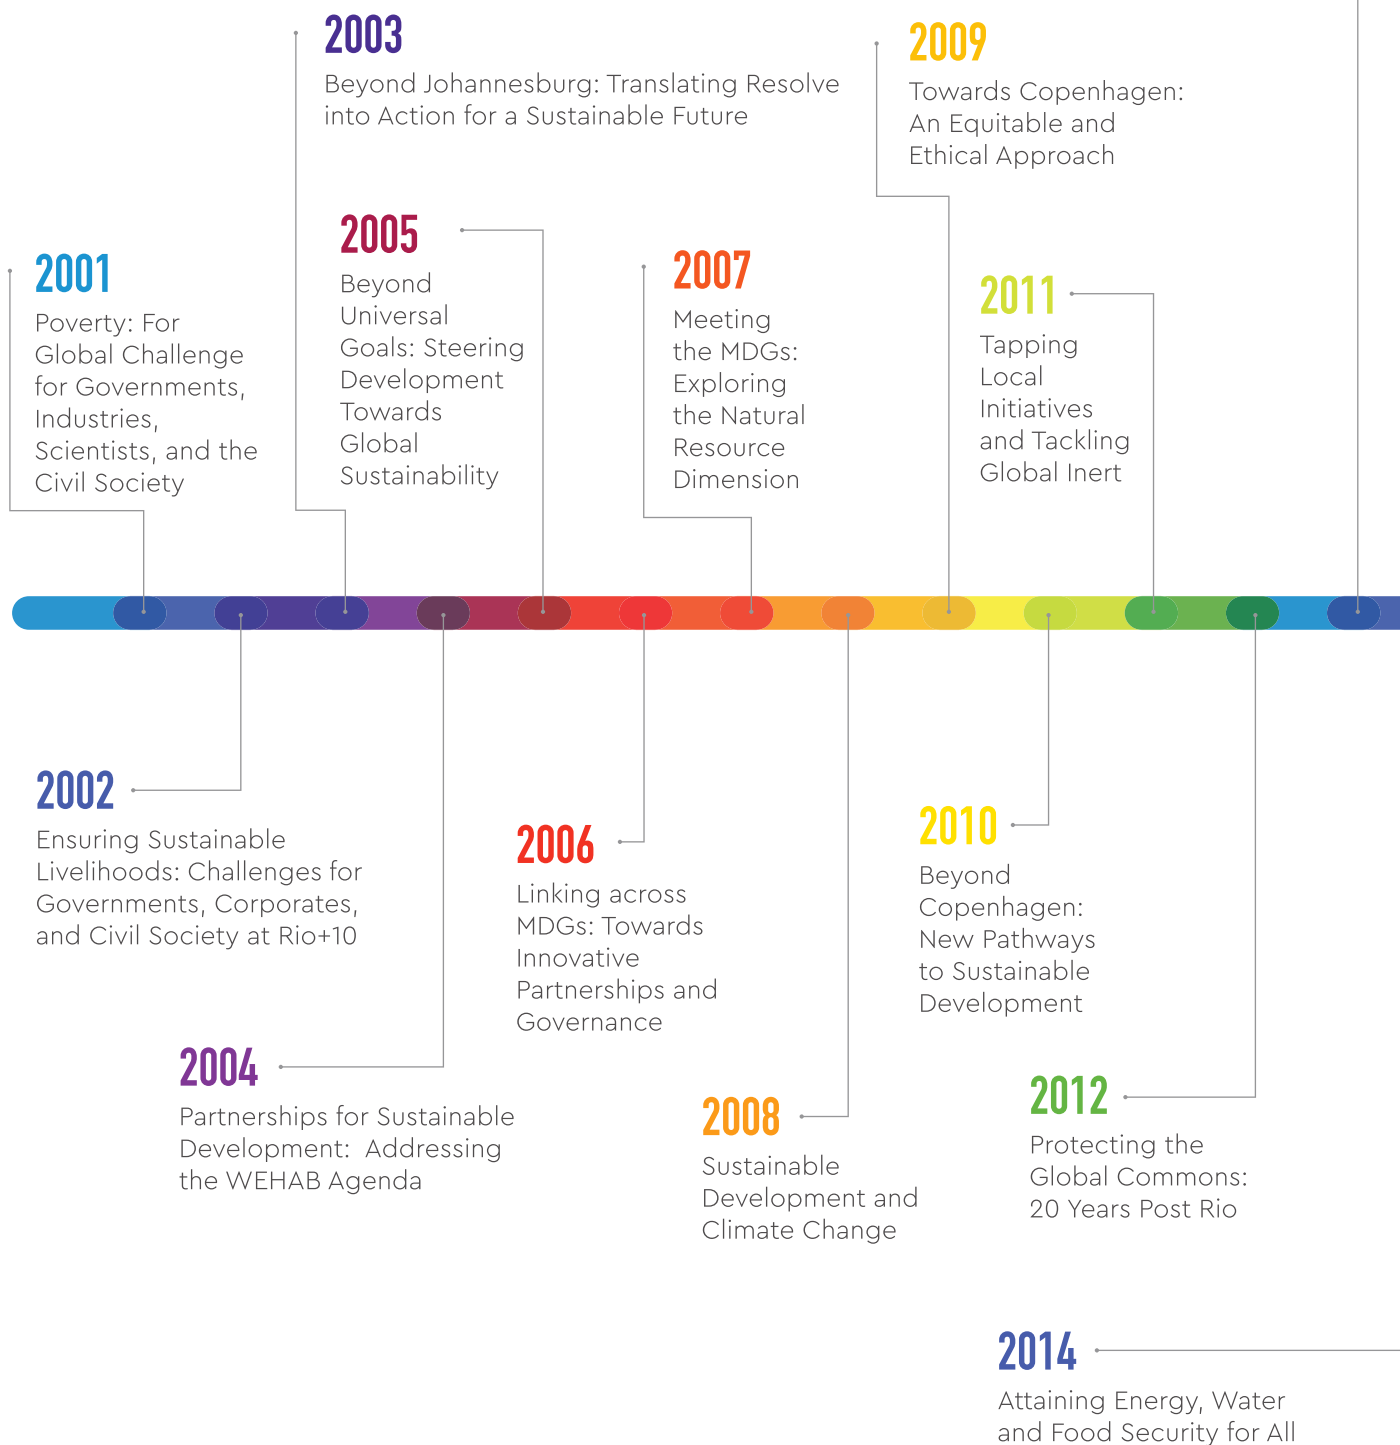 2003
Beyond Johannesburg: Translating Resolve
into Action for a Sustainable Future
2009
Towards Copenhagen:
An Equitable and
Ethical Approach
2001
Poverty: For
Global Challenge
for Governments,
Industries,
Scientists, and the
Civil Society
2005
Beyond
Universal
Goals: Steering
Development
Towards
Global
Sustainability
2007
Meeting
the MDGs:
Exploring
the Natural
Resource
Dimension
2011
Tapping
Local
Initiatives
and Tackling
Global Inert
2002
Ensuring Sustainable
Livelihoods: Challenges for
Governments, Corporates,
and Civil Society at Rio+10
2006
Linking across
MDGs: Towards
Innovative
Partnerships and
Governance
2010
Beyond
Copenhagen:
New Pathways
to Sustainable
Development
2004
Partnerships for Sustainable
Development:  Addressing
the WEHAB Agenda
2008
Sustainable
Development and
Climate Change
2012
Protecting the
Global Commons:
20 Years Post Rio
2014
Attaining Energy, Water
and Food Security for All